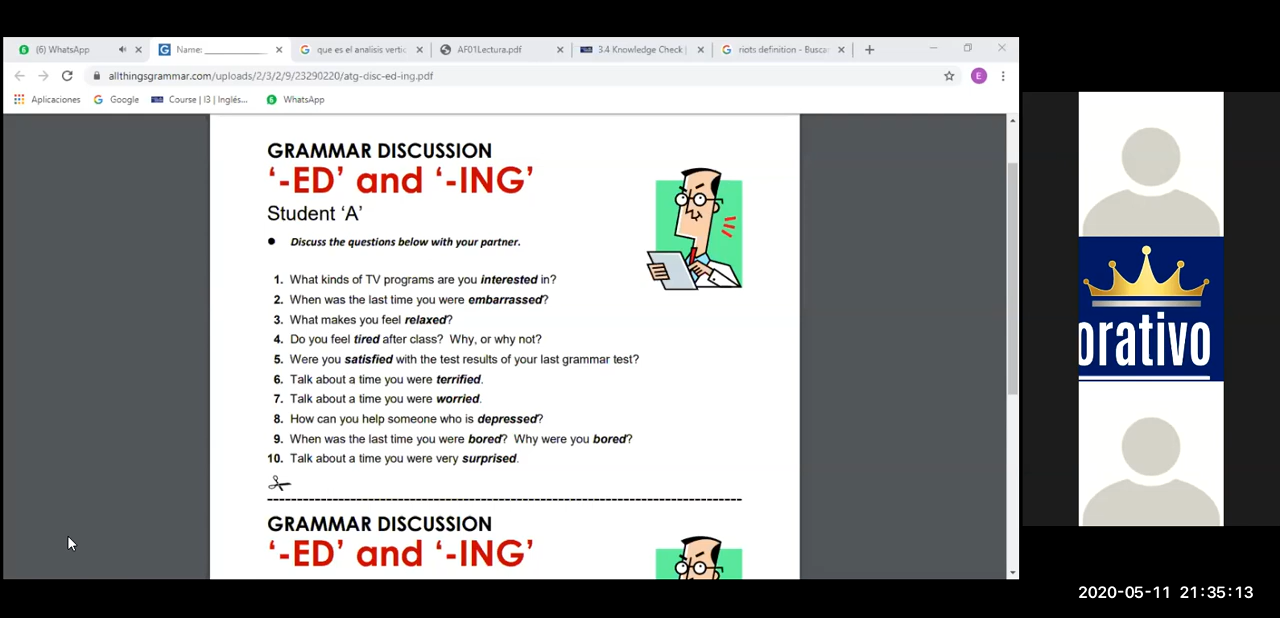 (6) WhatsApp
Name: ____________
que es el analisis vertic
AF01Lectura.pdf
3.4 Knowledge Check |
riots definition - Busca
allthingsgrammar.com/uploads/2/3/2/9/23290220/atg-disc-ed-ing.pdf
E
Aplicaciones
Google
Course | I3 | Inglés...
WhatsApp
GRAMMAR DISCUSSION
‘-ED’ and ‘-ING’
Student ‘A’
● Discuss the questions below with your partner.
1. What kinds of TV programs are you interested in?
2. When was the last time you were embarrassed?
3. What makes you feel relaxed?
4. Do you feel tired after class? Why, or why not?
5. Were you satisfied with the test results of your last grammar test?
6. Talk about a time you were terrified.
7. Talk about a time you were worried.
8. How can you help someone who is depressed?
9. When was the last time you were bored? Why were you bored?
10. Talk about a time you were very surprised.
GRAMMAR DISCUSSION
‘-ED’ and ‘-ING’
orativo
2020-05-11 21:35:13